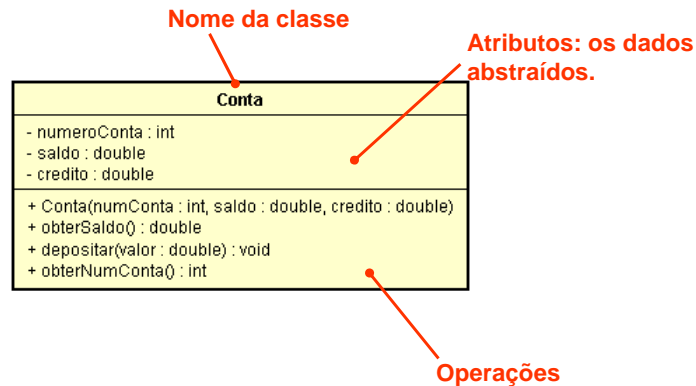 Nome da classe
Atributos: os dados
abstraídos.
Conta
- numeroConta : int
- saldo : double
- credito : double
+ Conta(numConta : int, saldo : double, credito : double)
+ obterSaldo() : double
+ depositar(valor : double) : void
+ obterNumConta() : int
Operações